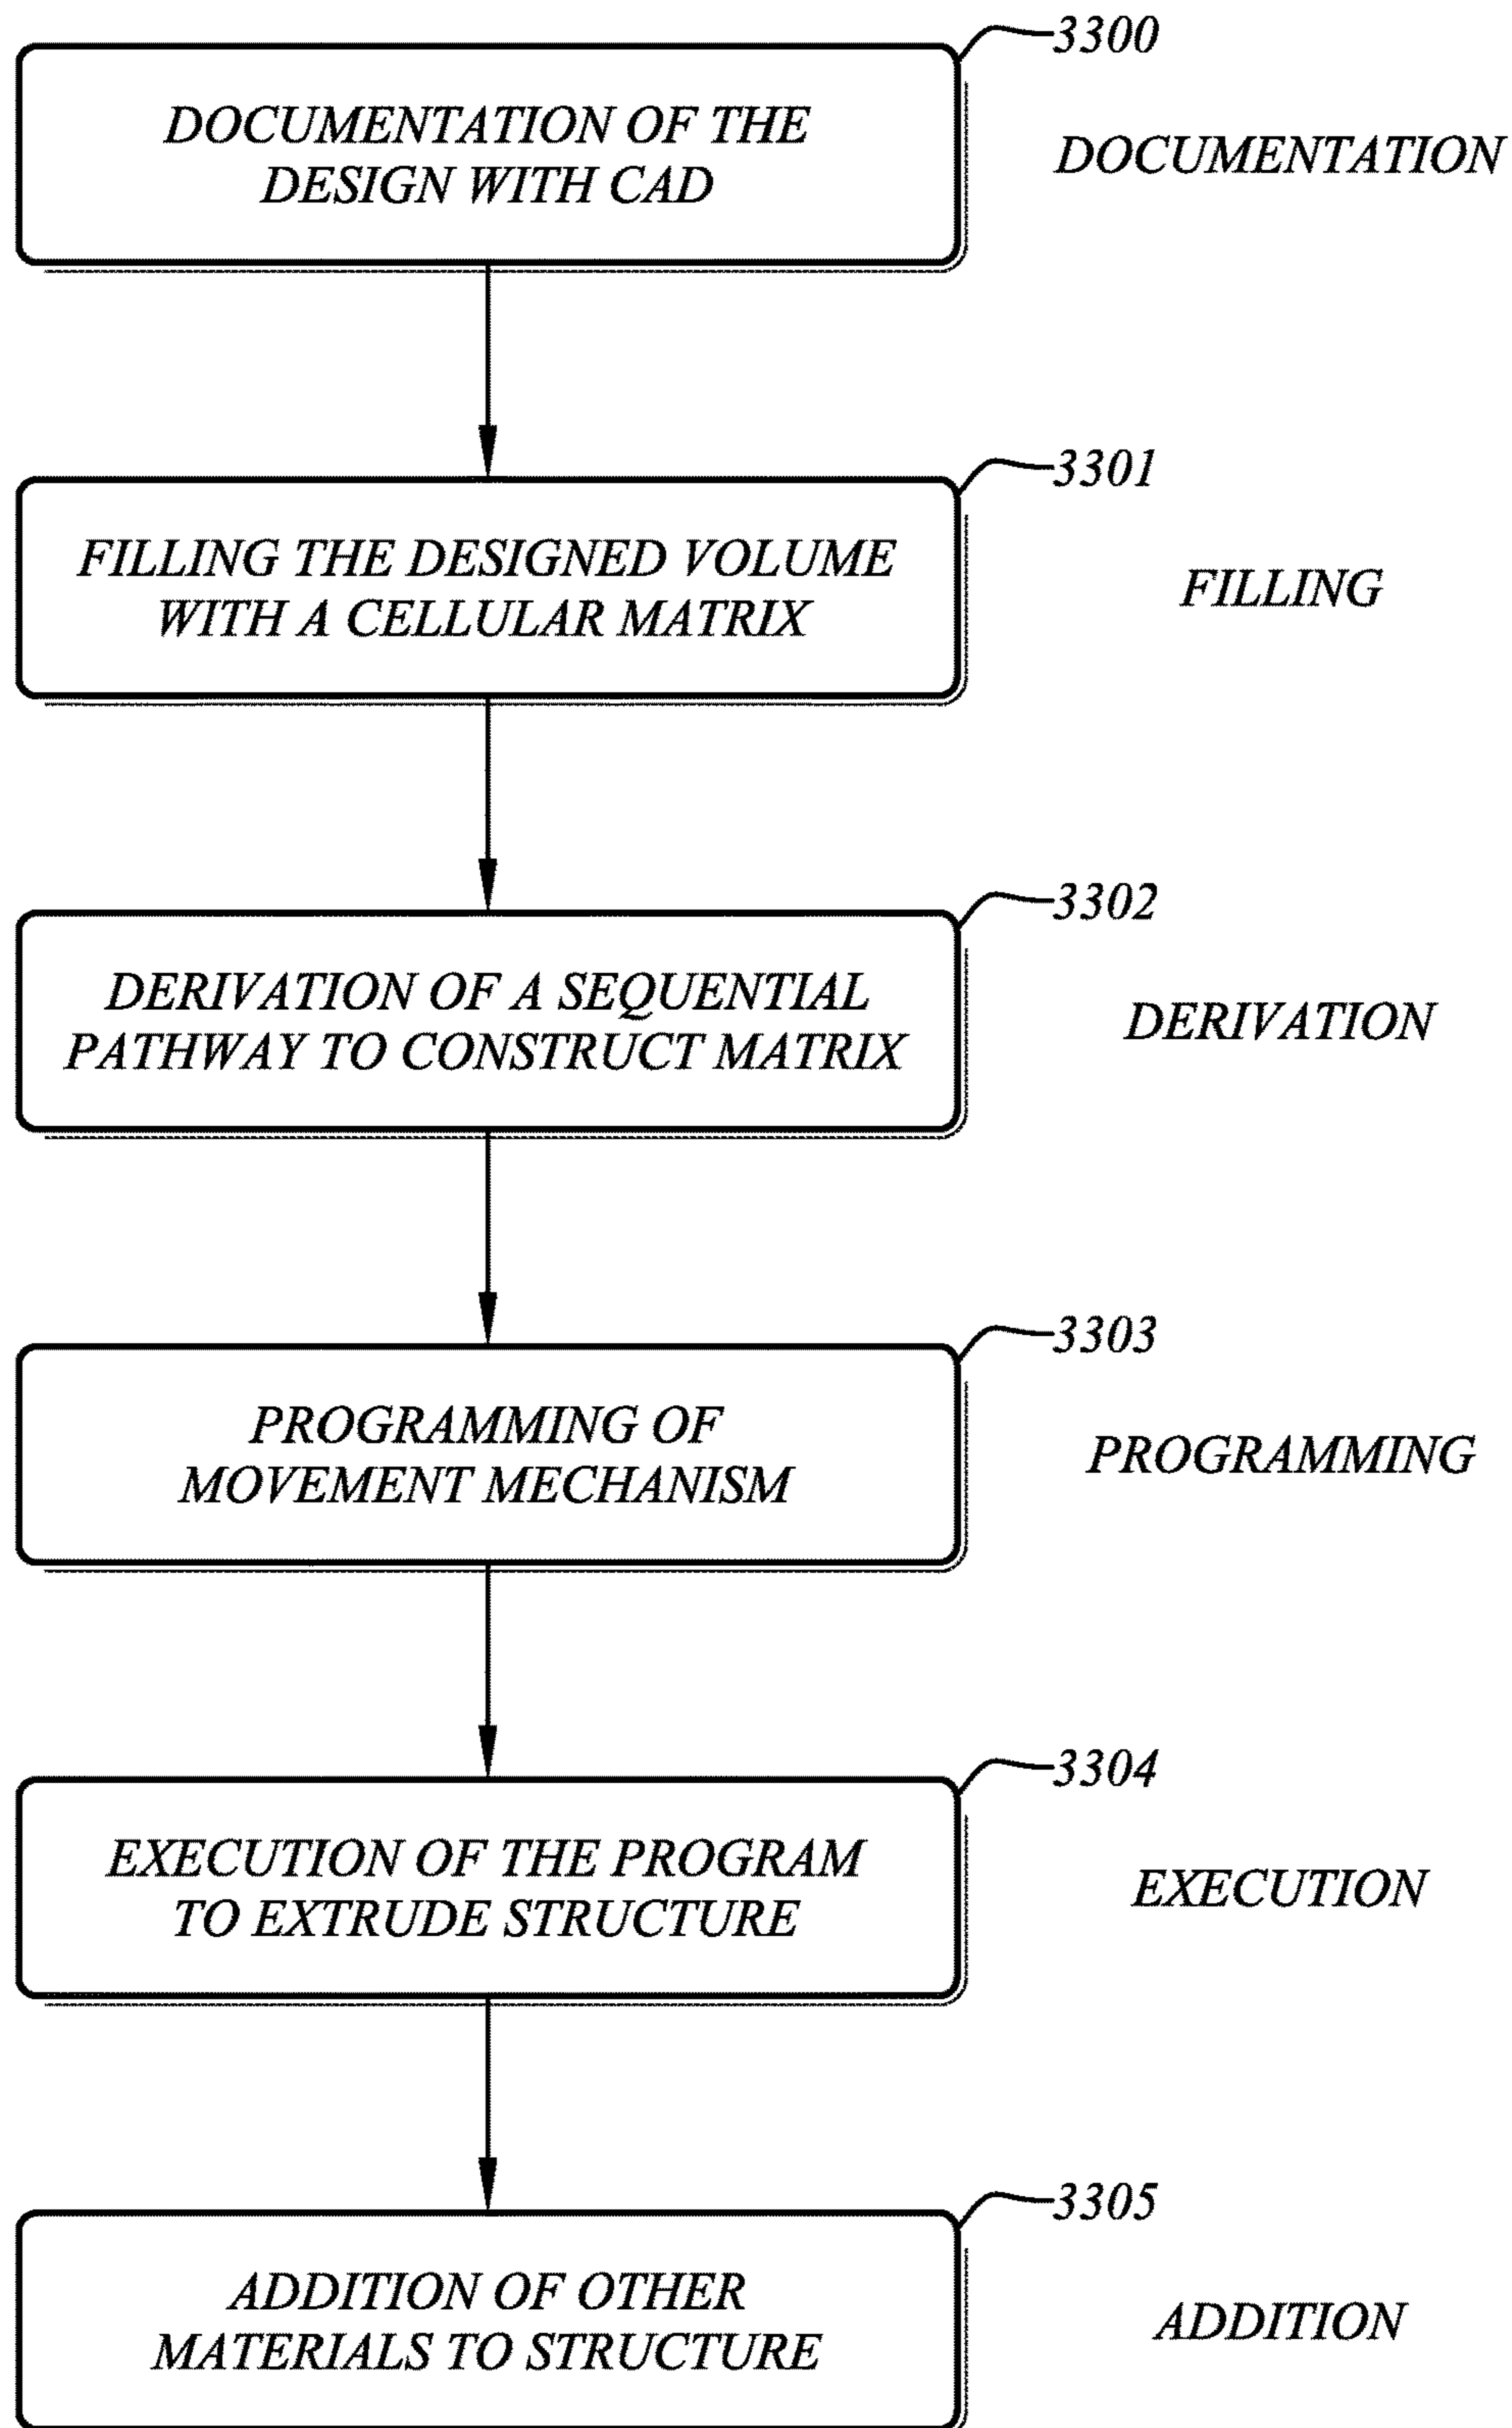 3300
DOCUMENTATION OF THE
DESIGN WITH CAD
DOCUMENTATION
3301
FILLING THE DESIGNED VOLUME
WITH A CELLULAR MATRIX
FILLING
3302
DERIVATION OF A SEQUENTIAL
PATHWAY TO CONSTRUCT MATRIX
DERIVATION
3303
PROGRAMMING OF
MOVEMENT MECHANISM
PROGRAMMING
3304
EXECUTION OF THE PROGRAM
TO EXTRUDE STRUCTURE
EXECUTION
3305
ADDITION OF OTHER
MATERIALS TO STRUCTURE
ADDITION